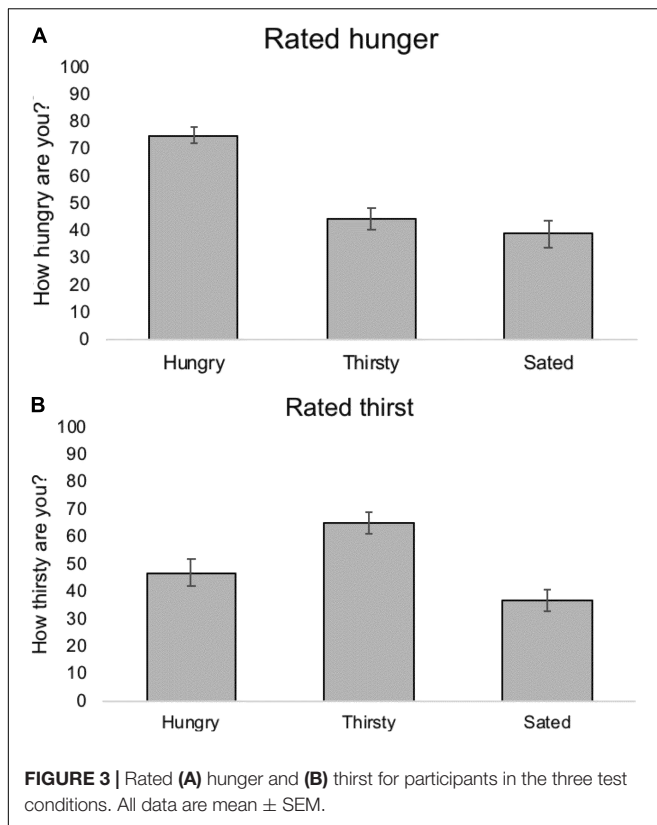 A
Rated hunger
How hungry are you?
100
90
80
70
60
50
40
30
20
10
0
Hungry Thirsty Sated
B
Rated thirst
How thirsty are you?
100
90
80
70
60
50
40
30
20
10
0
Hungry Thirsty Sated
FIGURE 3 | Rated (A) hunger and (B) thirst for participants in the three test
conditions. All data are mean ± SEM.